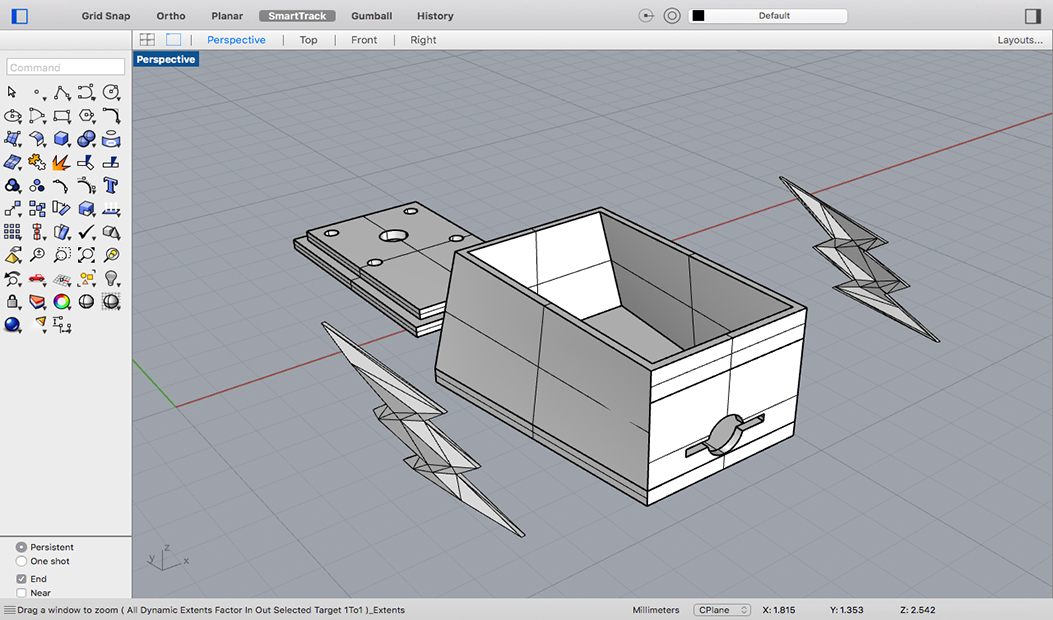 Grid Snap Ortho Planar SmartTrack Gumball History Default
Perspective Top Front Right Layouts...
Perspective
Command
z
y
x
Persistent
One shot
End
Near
Drag a window to zoom ( All Dynamic Extents Factor In Out Selected Target 1To1 )_Extents Millimeters CPlane X: 1.815 Y: 1.353 Z: 2.542